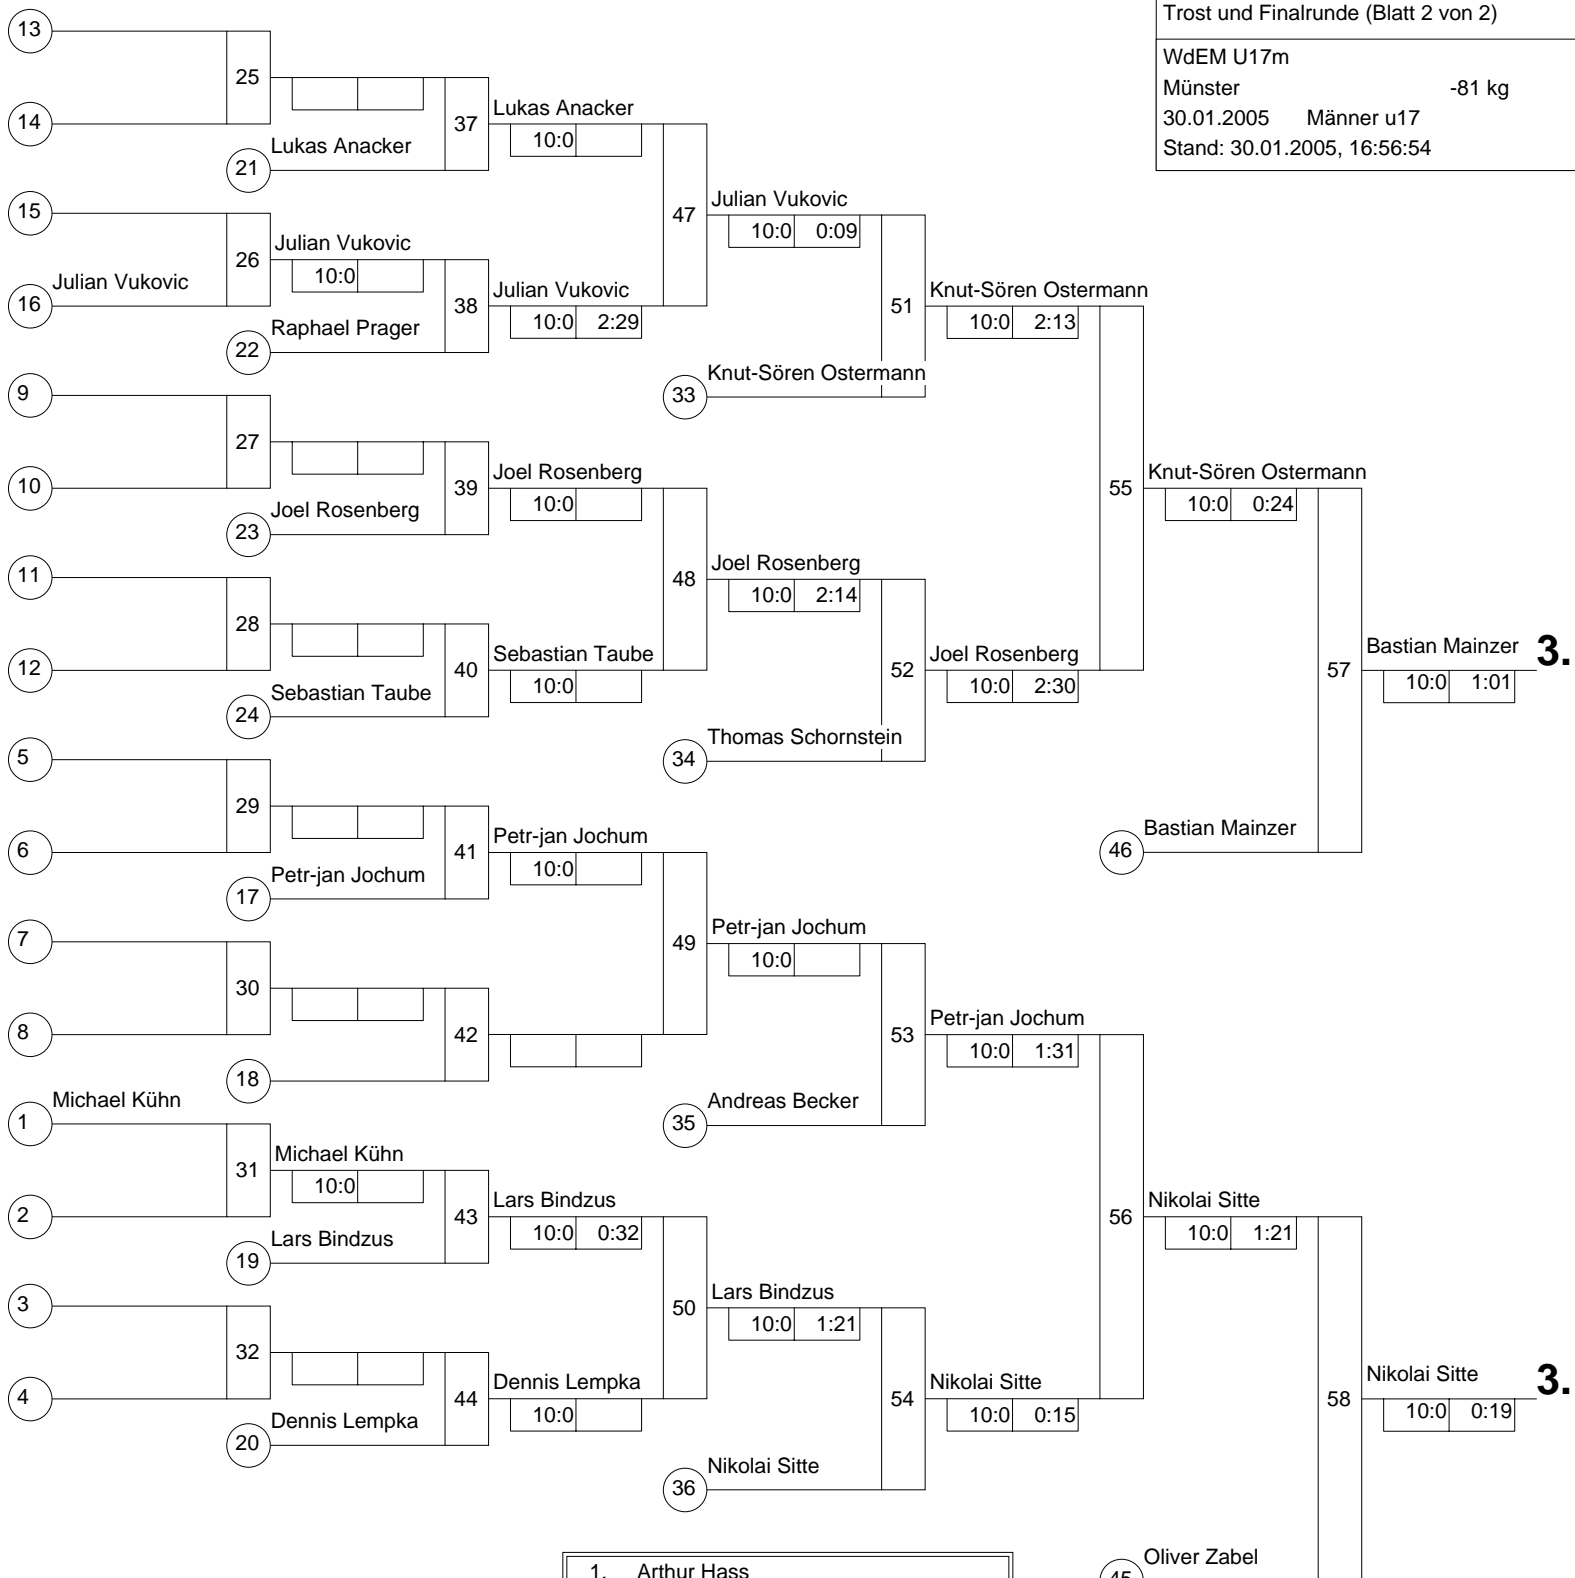 Trost und Finalrunde (Blatt 2 von 2)
WdEM U17m
Münster -81 kg
30.01.2005 Männer u17
Stand: 30.01.2005, 16:56:54
13
25
14
37
Lukas Anacker
10:0
21
Lukas Anacker
15
47
Julian Vukovic
10:0 0:09
26
Julian Vukovic
10:0
16
Julian Vukovic
38
Julian Vukovic
10:0 2:29
22
Raphael Prager
51
Knut-Sören Ostermann
10:0 2:13
33
Knut-Sören Ostermann
9
27
10
39
Joel Rosenberg
10:0
23
Joel Rosenberg
55
Knut-Sören Ostermann
10:0 0:24
11
48
Joel Rosenberg
10:0 2:14
28
12
40
Sebastian Taube
10:0
24
Sebastian Taube
52
Joel Rosenberg
10:0 2:30
34
Thomas Schornstein
57
Bastian Mainzer
3.
10:0 1:01
46
Bastian Mainzer
5
29
6
41
Petr-jan Jochum
10:0
17
Petr-jan Jochum
7
49
Petr-jan Jochum
10:0
30
8
42
18
53
Petr-jan Jochum
10:0 1:31
35
Andreas Becker
1
Michael Kühn
31
Michael Kühn
10:0
2
43
Lars Bindzus
10:0 0:32
19
Lars Bindzus
56
Nikolai Sitte
10:0 1:21
3
50
Lars Bindzus
10:0 1:21
32
4
44
Dennis Lempka
10:0
20
Dennis Lempka
54
Nikolai Sitte
10:0 0:15
36
Nikolai Sitte
58
Nikolai Sitte
3.
10:0 0:19
45
Oliver Zabel
1. Arthur Hass